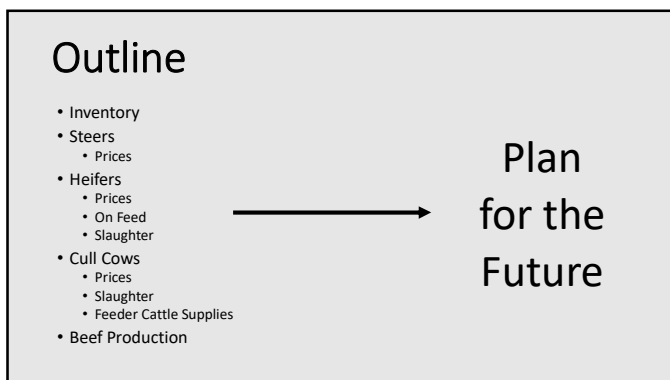 Outline
• Inventory
• Steers
• Prices
• Heifers
• Prices
• On Feed
• Slaughter
• Cull Cows
• Prices
• Slaughter
• Feeder Cattle Supplies
• Beef Production
Plan
for the
Future